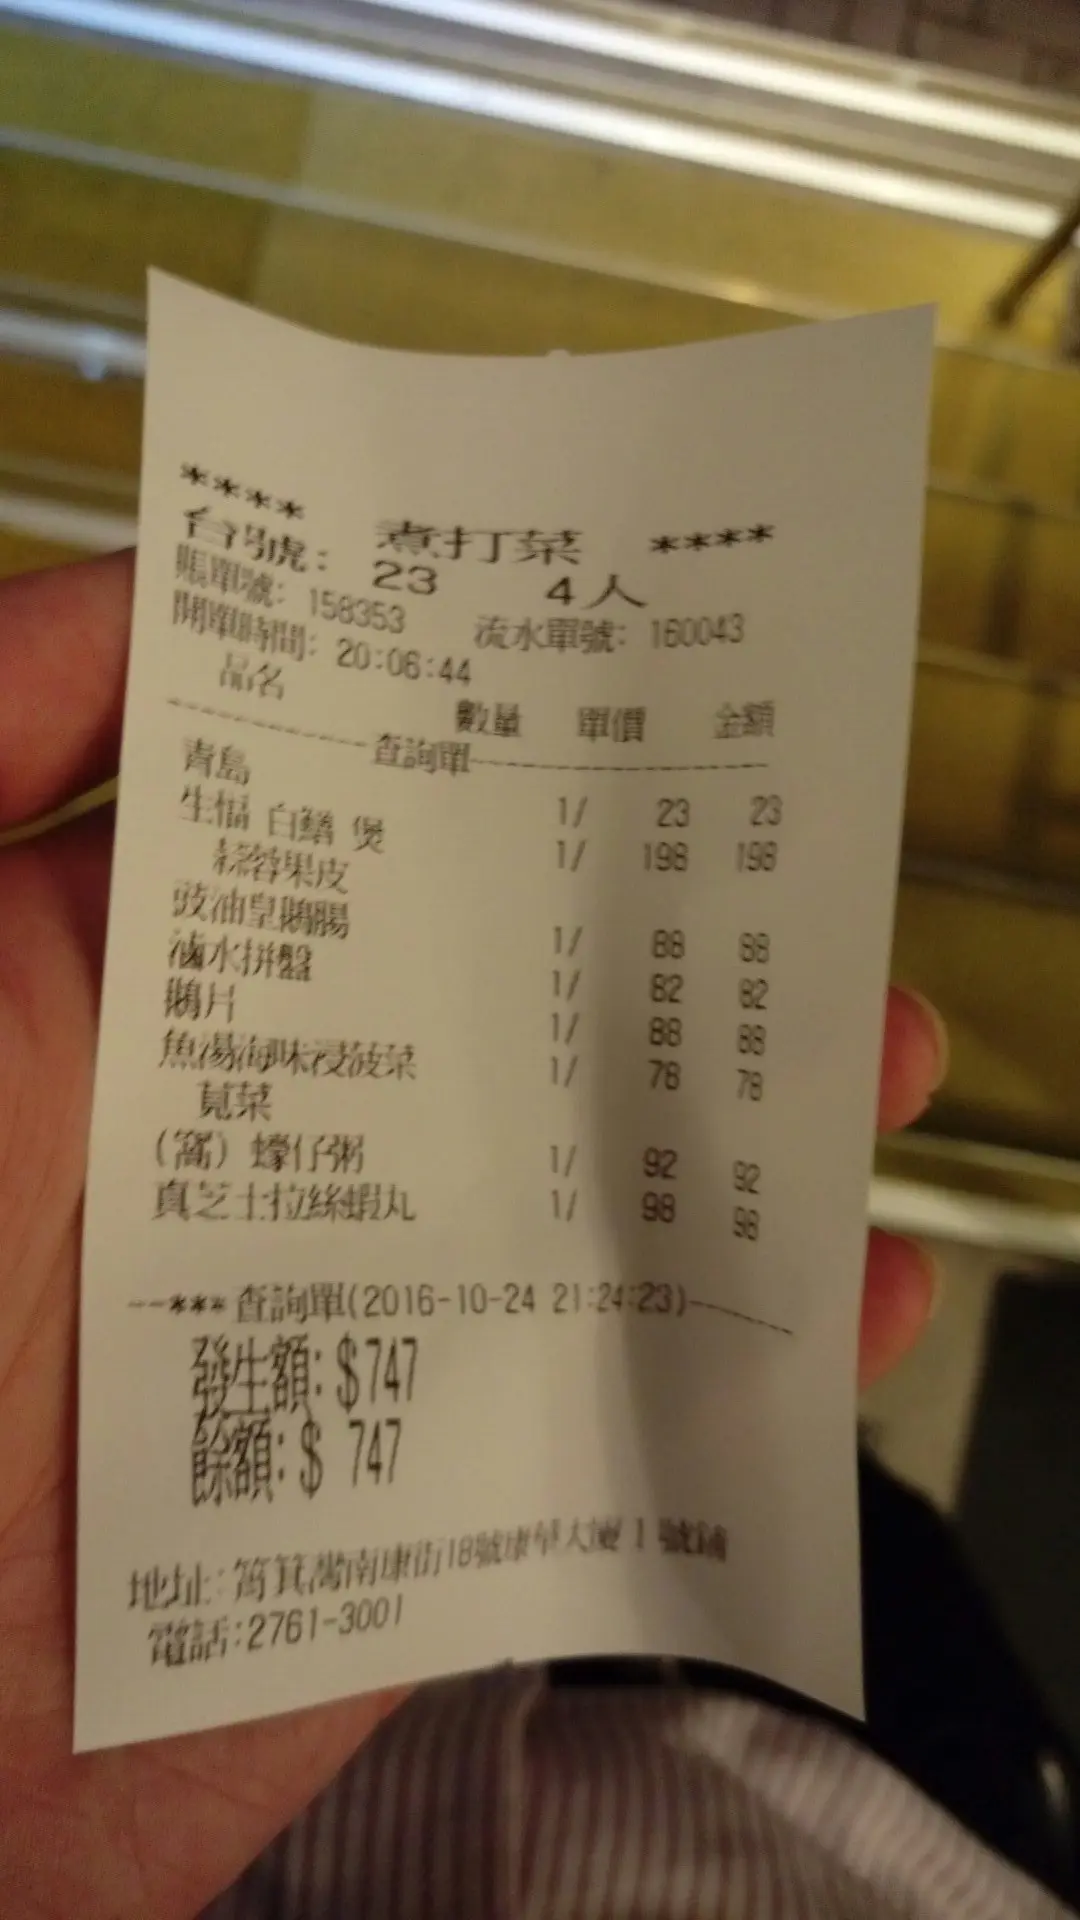 **** 煮打菜 ****
台號: 23 4人
賬單號: 158353 流水單號: 160043
開單時間: 20:06:44
品名 數量 單價 金額
查詢單
青島 1/ 23 23
生 白鱔 煲 1/ 198 198
蒜蓉果皮
豉油皇鵝腸 1/ 88 88
滷水拼盤 1/ 82 82
鵝片 1/ 88 88
魚湯海味浸菠菜 1/ 78 78
莧菜
(窩) 蠔仔粥 1/ 92 92
真芝士拉絲蝦丸 1/ 98 98
--***查詢單(2016-10-24 21:24:23)------
發生額: $747
餘額: $ 747
地址: 筲箕灣南康街18號康華大廈 1 號鋪
電話:2761-3001